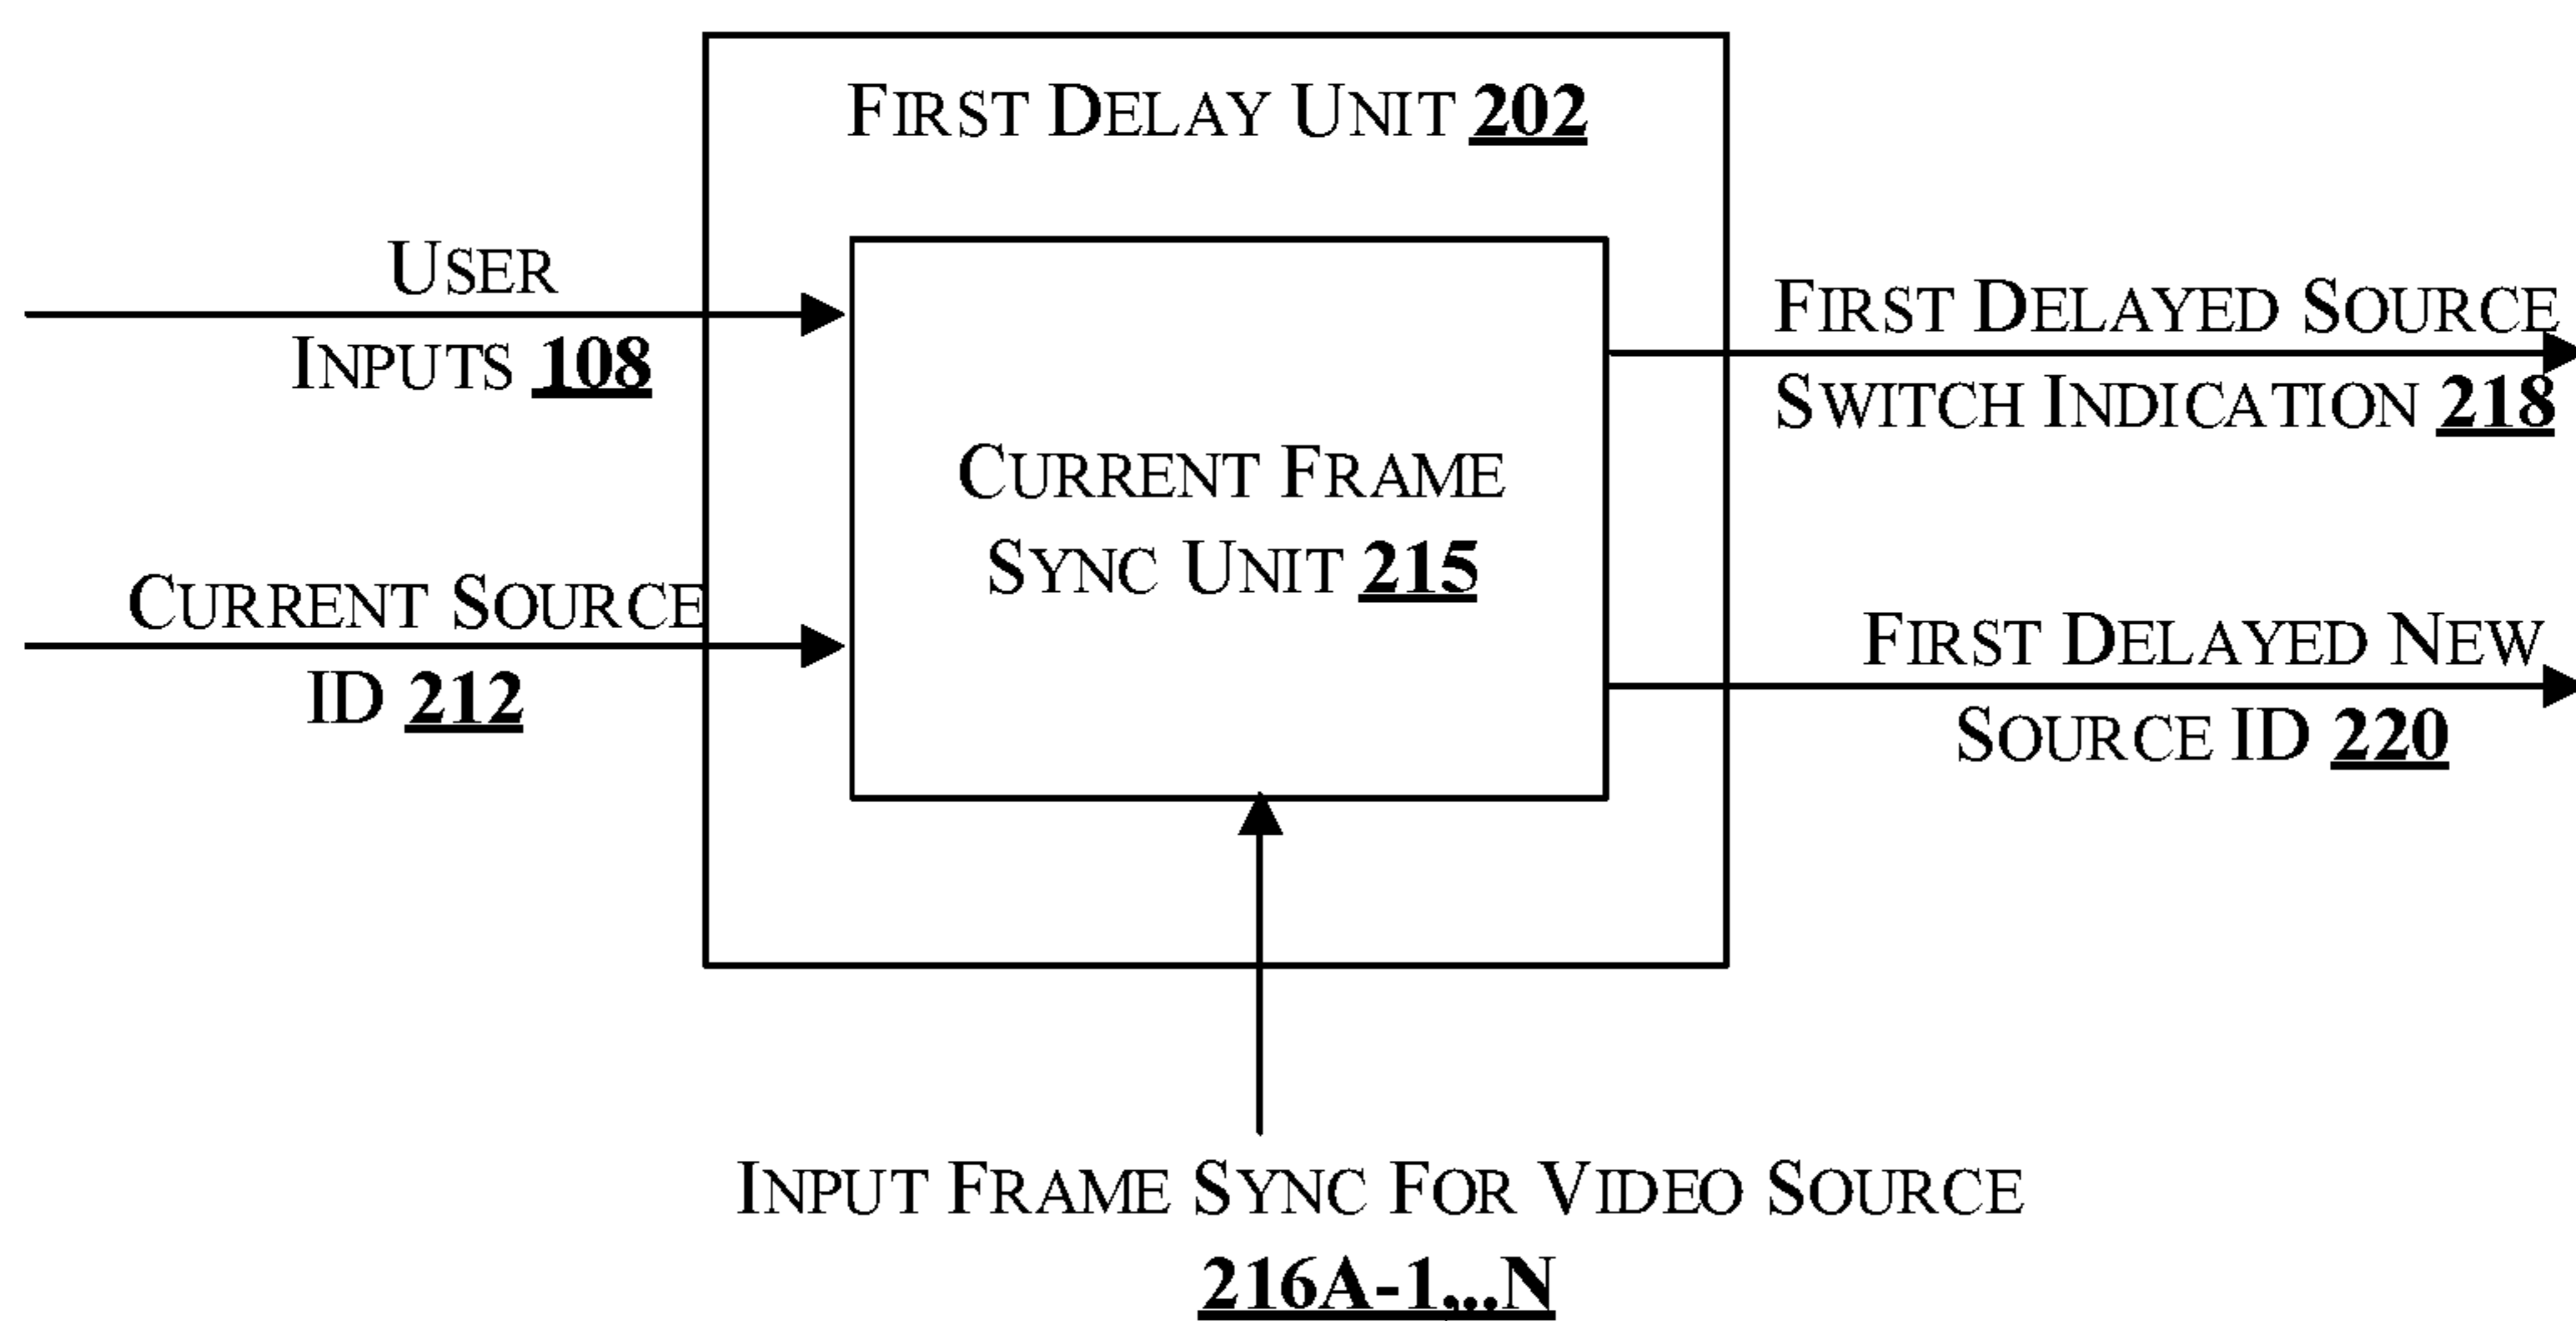 FIRST DELAY UNIT 202
USER
INPUTS 108
FIRST DELAYED SOURCE
SWITCH INDICATION 218
CURRENT FRAME
SYNC UNIT 215
CURRENT SOURCE
ID 212
FIRST DELAYED NEW
SOURCE ID 220
INPUT FRAME SYNC FOR VIDEO SOURCE
216A-1,..N